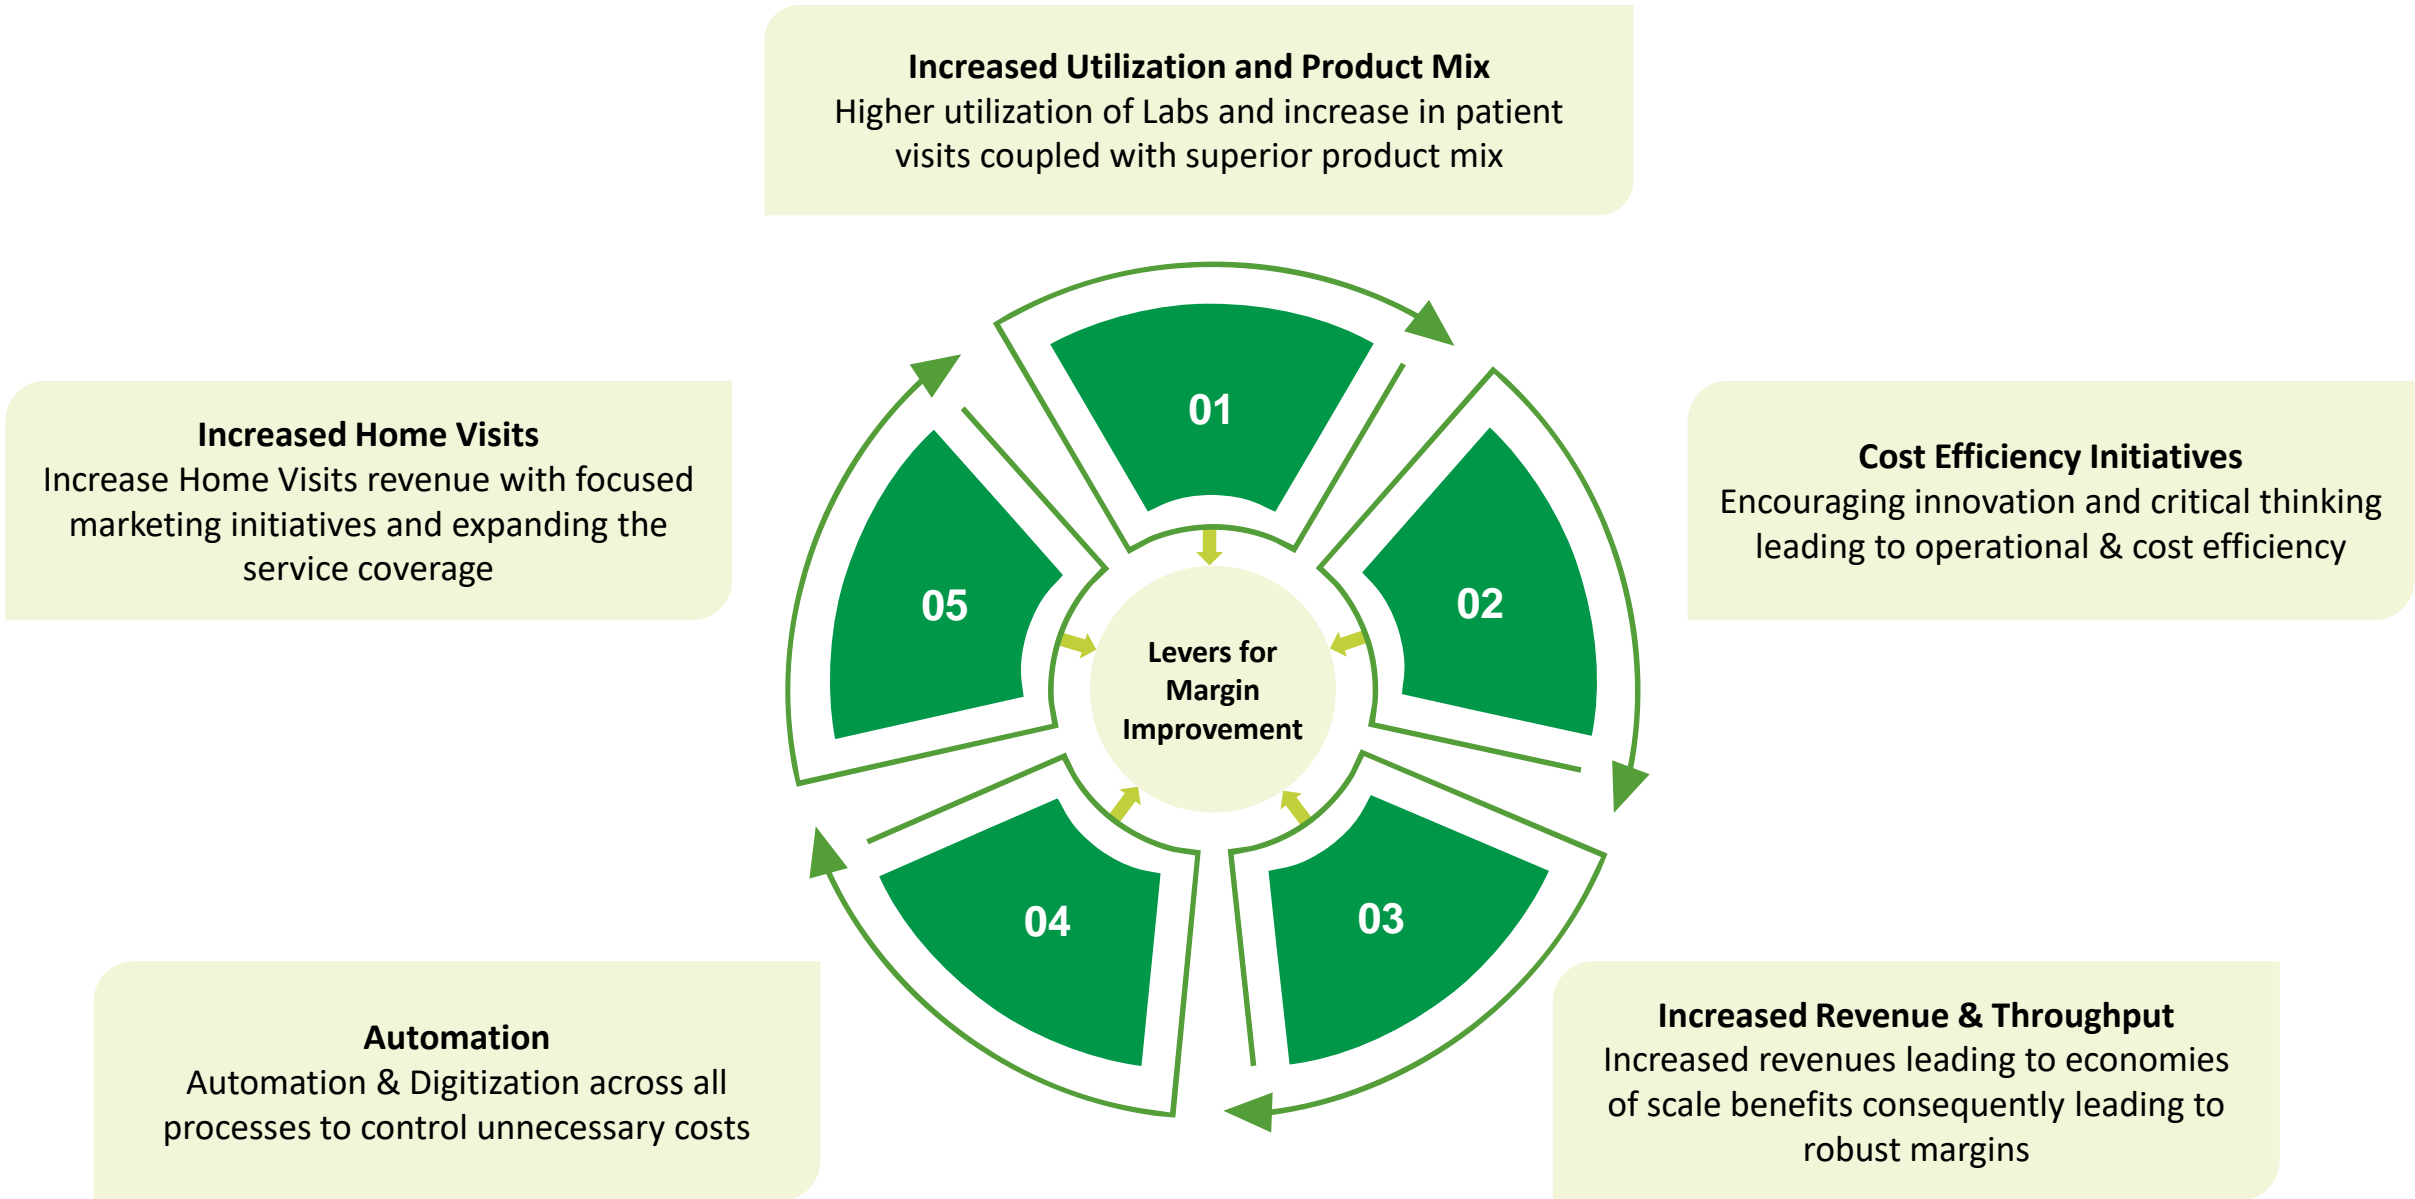 Increased Utilization and Product Mix
Higher utilization of Labs and increase in patient
visits coupled with superior product mix
01
Cost Efficiency Initiatives
Encouraging innovation and critical thinking
leading to operational & cost efficiency
02
Increased Revenue & Throughput
Increased revenues leading to economies
of scale benefits consequently leading to
robust margins
03
Automation
Automation & Digitization across all
processes to control unnecessary costs
04
Increased Home Visits
Increase Home Visits revenue with focused
marketing initiatives and expanding the
service coverage
05
Levers for
Margin
Improvement